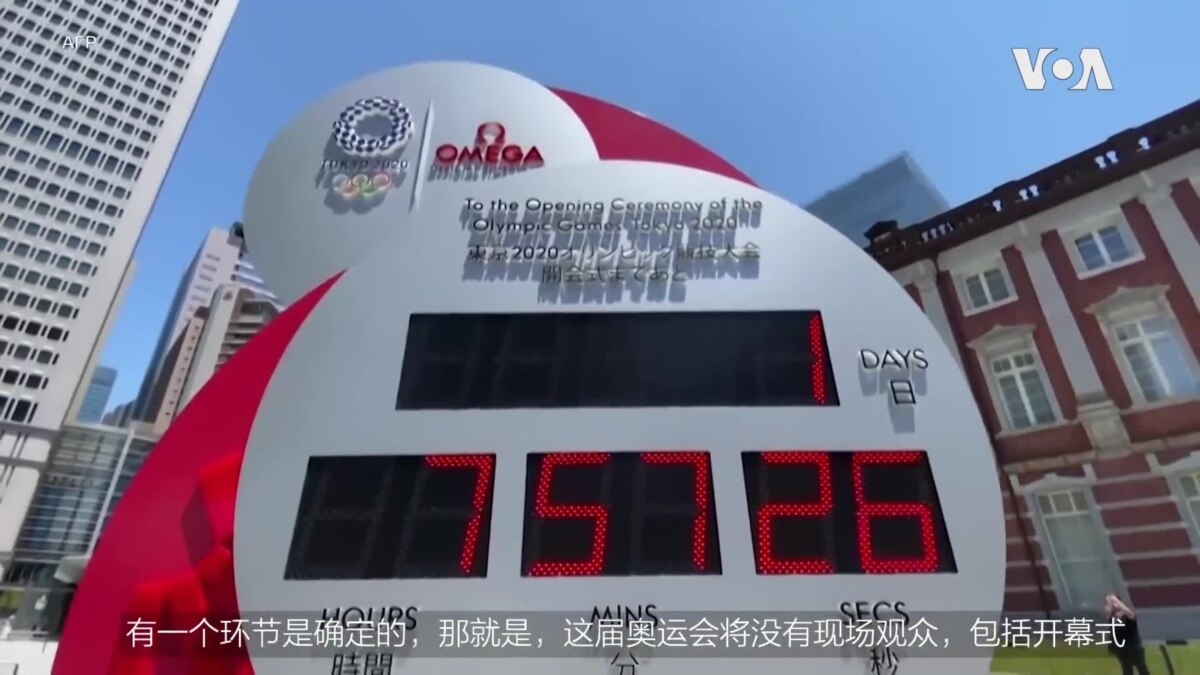 AFP
VOA
TOKYO 2020
OMEGA
To the Opening Ceremony of the
Olympic Games Tokyo 2020
東京2020オリンピック競技大会
開会式まであと
1
DAYS
日
7 57 26
HOURS MINS SECS
時間 分 秒
有一个环节是确定的，那就是，这届奥运会将没有现场观众，包括开幕式